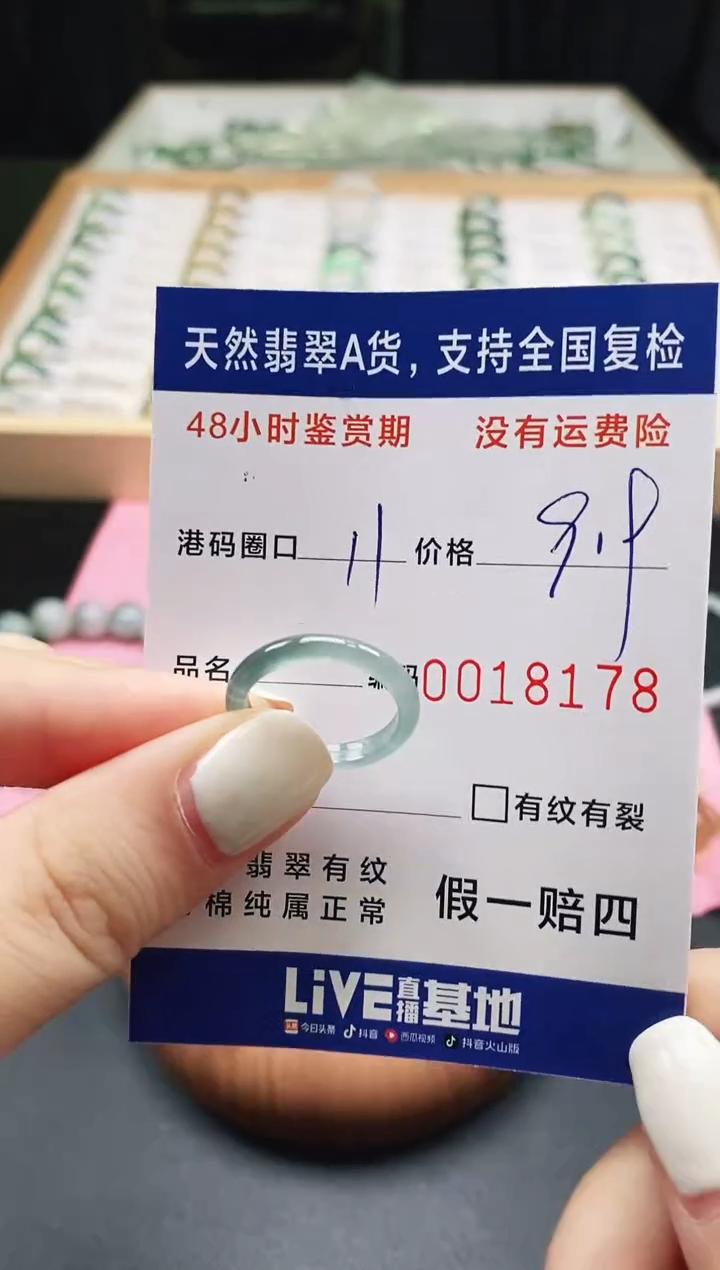 天然翡翠A货，支持全国复检
48小时鉴赏期 没有运费险
港码圈口 11 价格
品名 编码 0018178
□有纹有裂
翡翠有纹
棉纯属正常 假一赔四
LiVE直播基地
今日头条 抖音 西瓜视频 抖音火山版